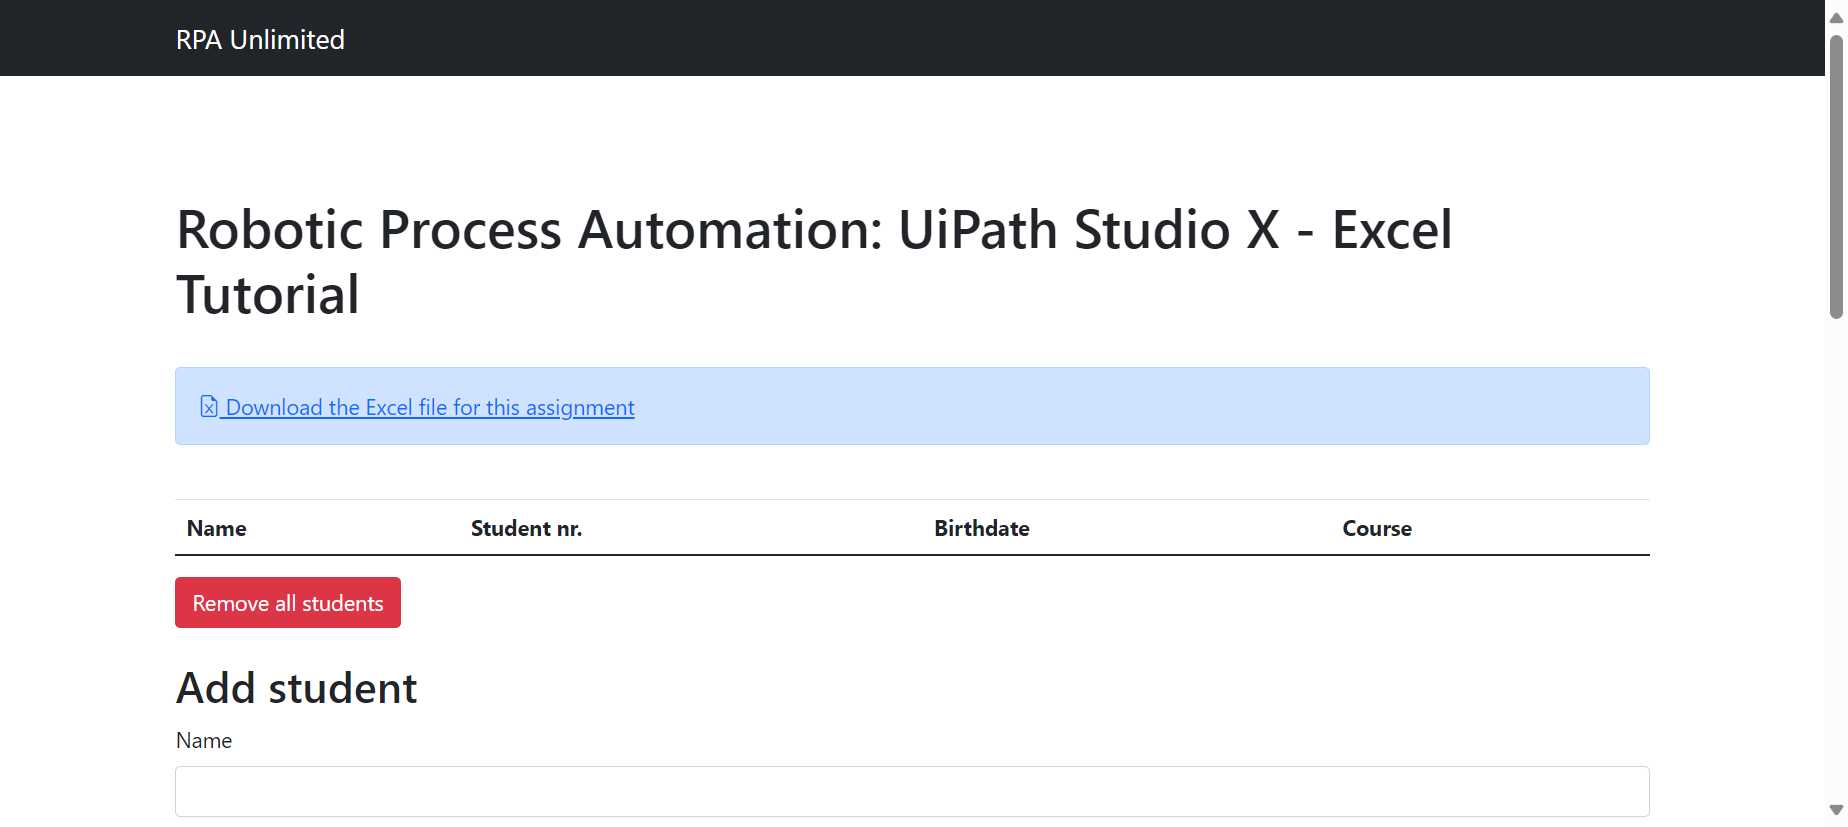 RPA Unlimited
Robotic Process Automation: UiPath Studio X - Excel
Tutorial
Download the Excel file for this assignment
Name Student nr. Birthdate Course
Remove all students
Add student
Name